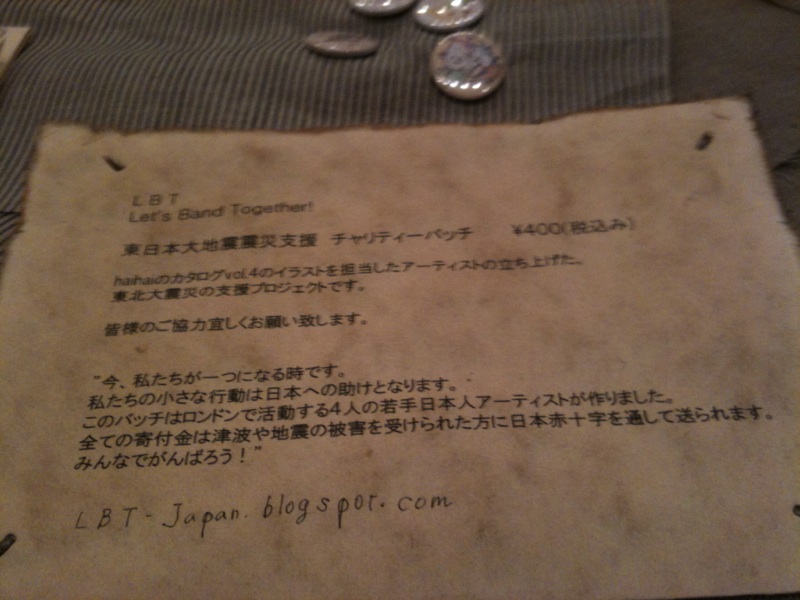 LBT
Let's Band Together!
東日本大地震震災支援 チャリティーバッチ ¥400(税込み)
haihaiのカタログvol.4のイラストを担当したアーティストの立ち上げた、
東北大震災の支援プロジェクトです。
皆様のご協力宜しくお願い致します。
"今、私たちが一つになる時です。
私たちの小さな行動は日本への助けとなります。
このバッチはロンドンで活動する4人の若手日本人アーティストが作りました。
全ての寄付金は津波や地震の被害を受けられた方に日本赤十字を通して送られます。
みんなでがんばろう！"
LBT-Japan.blogspot.com